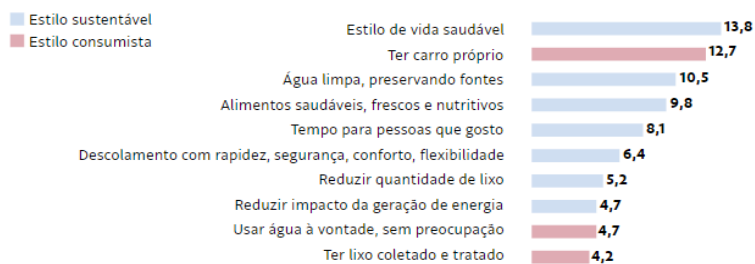 Estilo sustentável
Estilo consumista
Estilo de vida saudável 13,8
Ter carro próprio 12,7
Água limpa, preservando fontes 10,5
Alimentos saudáveis, frescos e nutritivos 9,8
Tempo para pessoas que gosto 8,1
Descolamento com rapidez, segurança, conforto, flexibilidade 6,4
Reduzir quantidade de lixo 5,2
Reduzir impacto da geração de energia 4,7
Usar água à vontade, sem preocupação 4,7
Ter lixo coletado e tratado 4,2